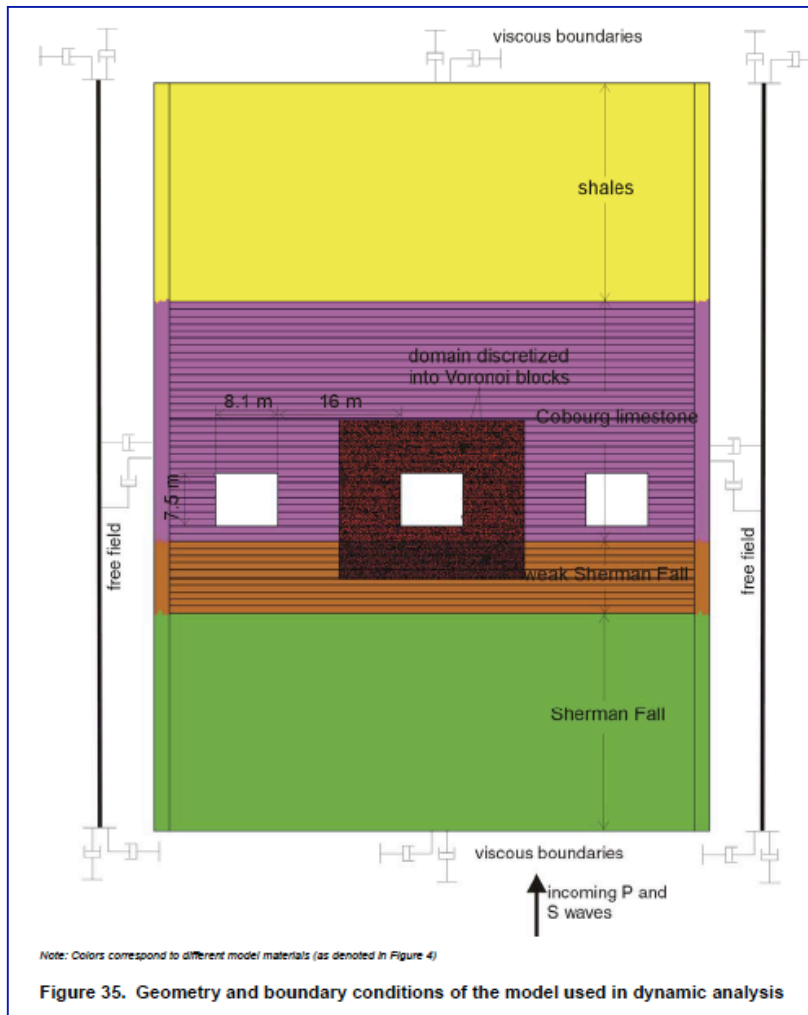 viscous boundaries
shales
domain discretized
into Voronoi blocks
8.1 m
16 m
Cobourg limestone
7.5 m
free field
free field
weak Sherman Fall
Sherman Fall
viscous boundaries
incoming P and
S waves
Note: Colors correspond to different model materials (as denoted in Figure 4)
Figure 35. Geometry and boundary conditions of the model used in dynamic analysis